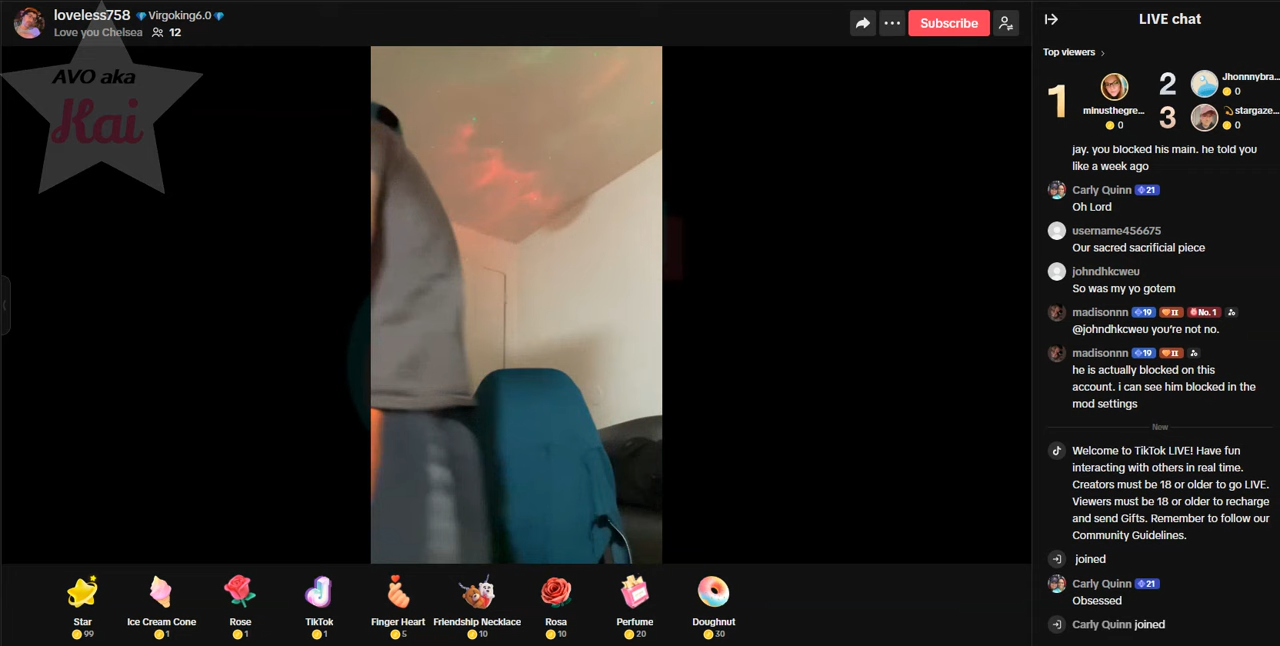 loveless758 Virgoking6.0
Love you Chelsea 12
Subscribe
LIVE chat
AVO aka
Kai
Top viewers
1 minusthegre... 0
2 Jhonnnybra... 0
3 stargaze... 0
jay. you blocked his main. he told you
like a week ago
Carly Quinn 21
Oh Lord
username456675
Our sacred sacrificial piece
johndhkcweu
So was my yo gotem
madisonnn 19 II No. 1
@johndhkcweu you're not no.
madisonnn 19 II
he is actually blocked on this
account. i can see him blocked in the
mod settings
New
Welcome to TikTok LIVE! Have fun
interacting with others in real time.
Creators must be 18 or older to go LIVE.
Viewers must be 18 or older to recharge
and send Gifts. Remember to follow our
Community Guidelines.
joined
Carly Quinn 21
Obsessed
Carly Quinn joined
Star Ice Cream Cone Rose TikTok Finger Heart Friendship Necklace Rosa Perfume Doughnut
99 1 1 1 5 10 10 20 30